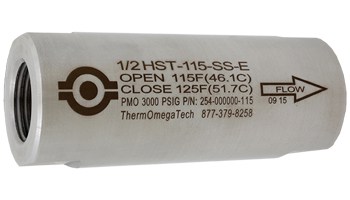 1/2 HST-115-SS-E
OPEN 115F(46.1C)
CLOSE 125F(51.7C)
PMO 3000 PSIG P/N: 254-000000-115
ThermOmegaTech 877-379-8258
FLOW
09 15